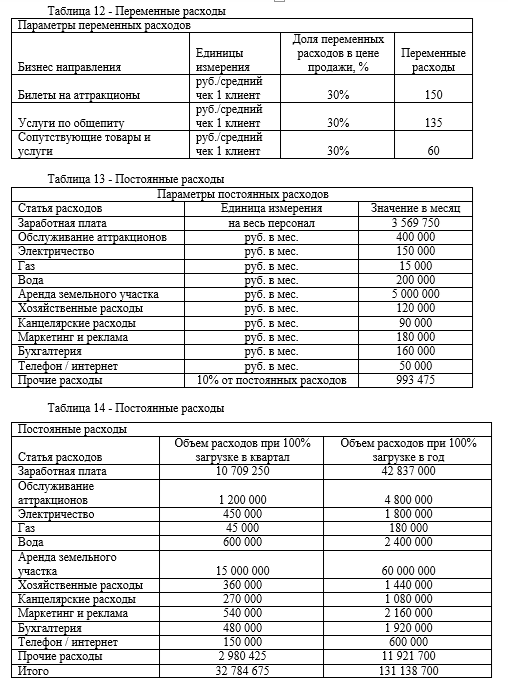 Таблица 12 - Переменные расходы
Параметры переменных расходов
Бизнес направления | Единицы измерения | Доля переменных расходов в цене продажи, % | Переменные расходы
Билеты на аттракционы | руб./средний чек 1 клиент | 30% | 150
Услуги по общепиту | руб./средний чек 1 клиент | 30% | 135
Сопутствующие товары и услуги | руб./средний чек 1 клиент | 30% | 60
Таблица 13 - Постоянные расходы
Параметры постоянных расходов
Статья расходов | Единица измерения | Значение в месяц
Заработная плата | на весь персонал | 3 569 750
Обслуживание аттракционов | руб. в мес. | 400 000
Электричество | руб. в мес. | 150 000
Газ | руб. в мес. | 15 000
Вода | руб. в мес. | 200 000
Аренда земельного участка | руб. в мес. | 5 000 000
Хозяйственные расходы | руб. в мес. | 120 000
Канцелярские расходы | руб. в мес. | 90 000
Маркетинг и реклама | руб. в мес. | 180 000
Бухгалтерия | руб. в мес. | 160 000
Телефон / интернет | руб. в мес. | 50 000
Прочие расходы | 10% от постоянных расходов | 993 475
Таблица 14 - Постоянные расходы
Постоянные расходы
Статья расходов | Объем расходов при 100% загрузке в квартал | Объем расходов при 100% загрузке в год
Заработная плата | 10 709 250 | 42 837 000
Обслуживание аттракционов | 1 200 000 | 4 800 000
Электричество | 450 000 | 1 800 000
Газ | 45 000 | 180 000
Вода | 600 000 | 2 400 000
Аренда земельного участка | 15 000 000 | 60 000 000
Хозяйственные расходы | 360 000 | 1 440 000
Канцелярские расходы | 270 000 | 1 080 000
Маркетинг и реклама | 540 000 | 2 160 000
Бухгалтерия | 480 000 | 1 920 000
Телефон / интернет | 150 000 | 600 000
Прочие расходы | 2 980 425 | 11 921 700
Итого | 32 784 675 | 131 138 700